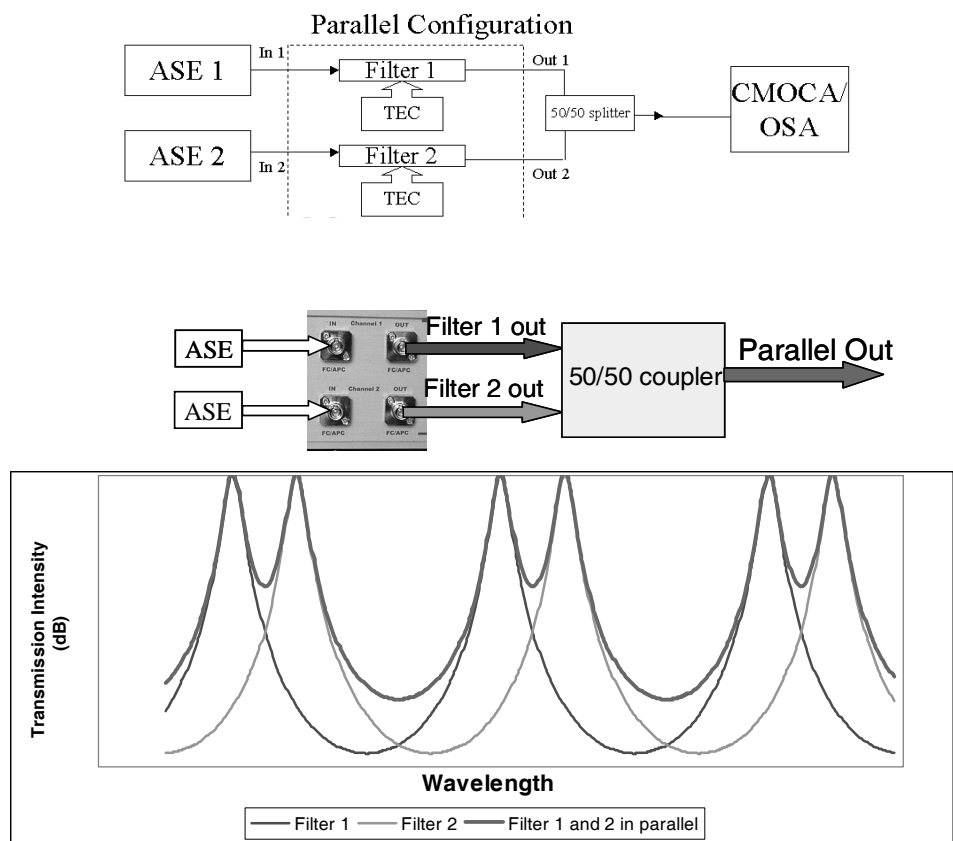 Parallel Configuration
In 1
Out 1
ASE 1
Filter 1
TEC
50/50 splitter
CMOCA/
OSA
ASE 2
Filter 2
In 2
Out 2
TEC
IN Channel 1 OUT
Filter 1 out
ASE
FC/APC FC/APC
50/50 coupler
Parallel Out
IN Channel 2 OUT
Filter 2 out
ASE
FC/APC FC/APC
Transmission Intensity
(dB)
Wavelength
Filter 1 Filter 2 Filter 1 and 2 in parallel